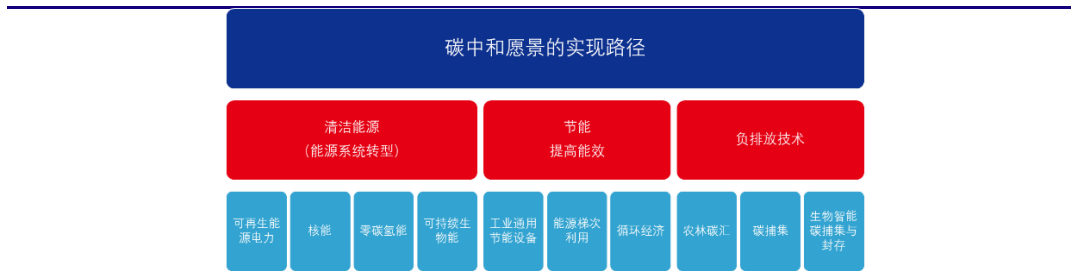 碳中和愿景的实现路径
清洁能源
（能源系统转型）
节能
提高能效
负排放技术
可再生能
源电力
核能
零碳氢能
可持续生
物能
工业通用
节能设备
能源梯次
利用
循环经济
农林碳汇
碳捕集
生物智能
碳捕集与
封存